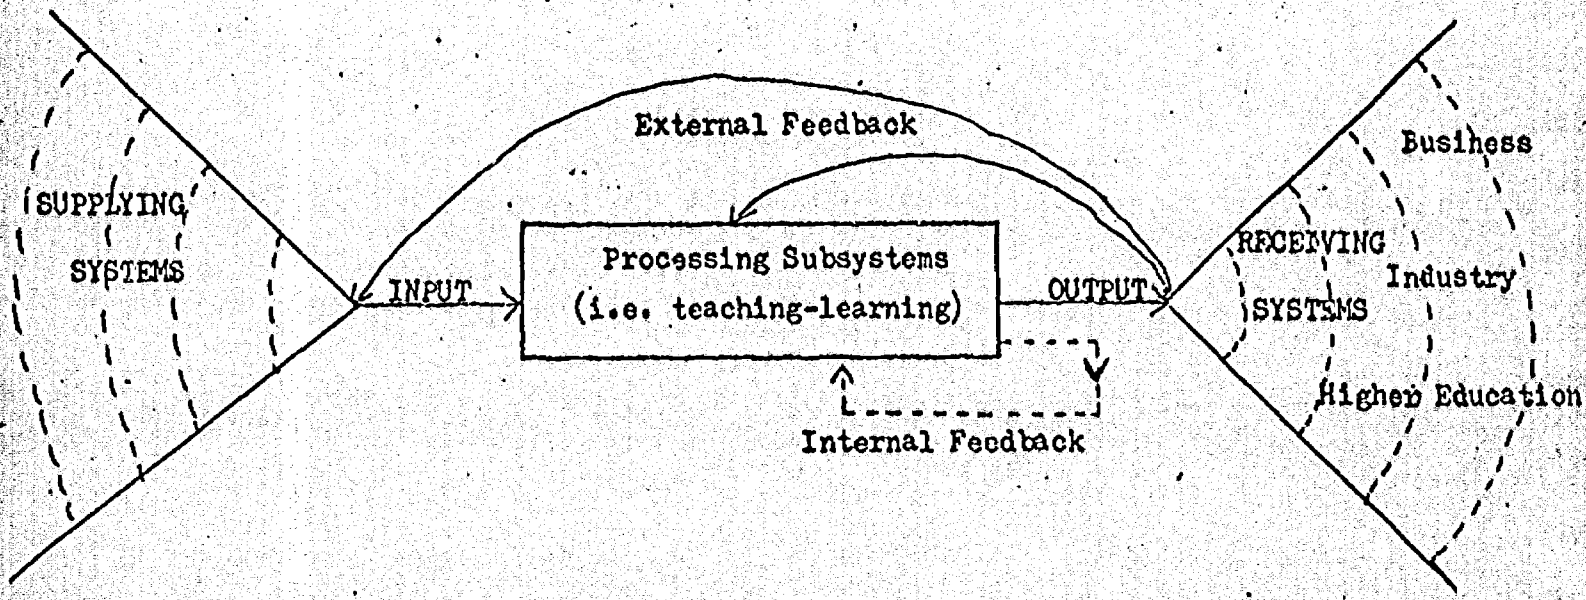 External Feedback
Business
SUPPLYING
SYSTEMS
INPUT
Processing Subsystems
(i.e. teaching-learning)
OUTPUT
RECEIVING
SYSTEMS
Industry
Higher Education
Internal Feedback